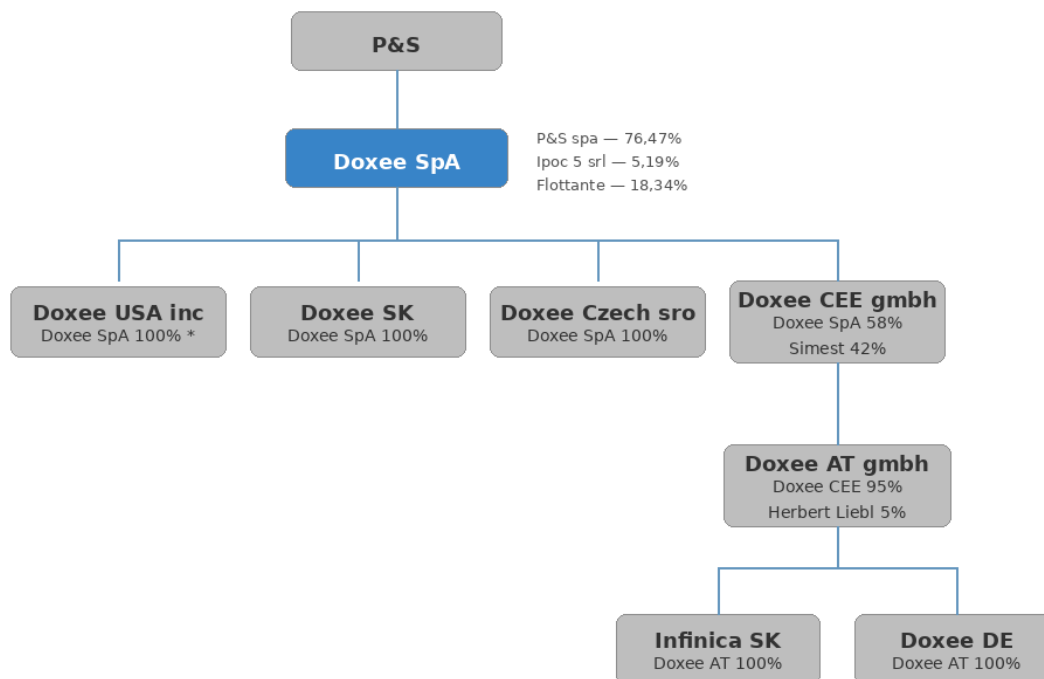 P&S
Doxee SpA
P&S spa — 76,47%
Ipoc 5 srl — 5,19%
Flottante — 18,34%
Doxee USA inc
Doxee SpA 100% *
Doxee SK
Doxee SpA 100%
Doxee Czech sro
Doxee SpA 100%
Doxee CEE gmbh
Doxee SpA 58%
Simest 42%
Doxee AT gmbh
Doxee CEE 95%
Herbert Liebl 5%
Infinica SK
Doxee AT 100%
Doxee DE
Doxee AT 100%